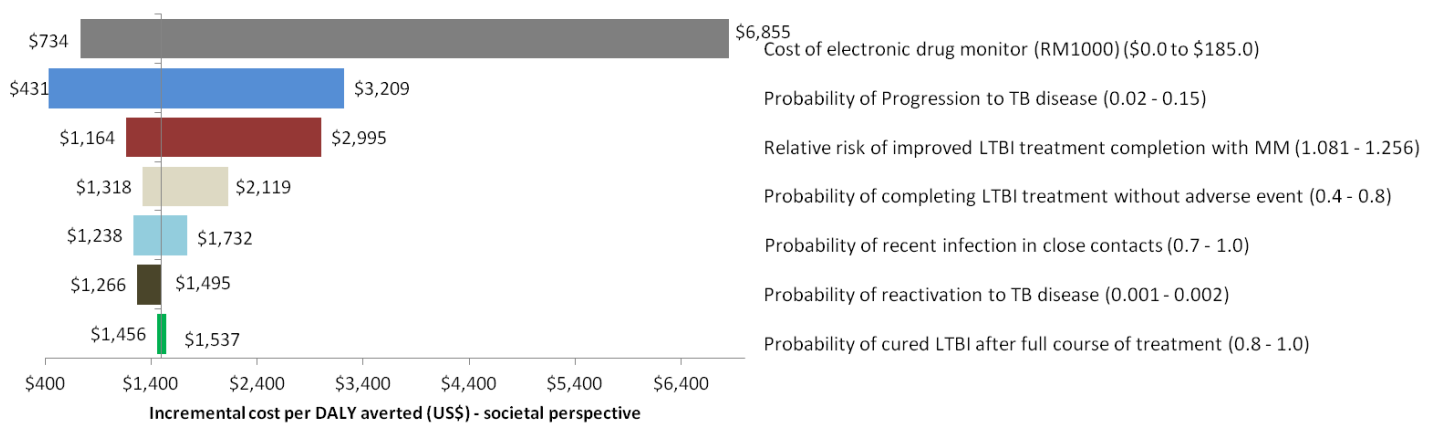 $734 $6,855 Cost of electronic drug monitor (RM1000) ($0.0 to $185.0)
$431 $3,209 Probability of Progression to TB disease (0.02 - 0.15)
$1,164 $2,995 Relative risk of improved LTBI treatment completion with MM (1.081 - 1.256)
$1,318 $2,119 Probability of completing LTBI treatment without adverse event (0.4 - 0.8)
$1,238 $1,732 Probability of recent infection in close contacts (0.7 - 1.0)
$1,266 $1,495 Probability of reactivation to TB disease (0.001 - 0.002)
$1,456 $1,537 Probability of cured LTBI after full course of treatment (0.8 - 1.0)
$400 $1,400 $2,400 $3,400 $4,400 $5,400 $6,400
Incremental cost per DALY averted (US$) - societal perspective